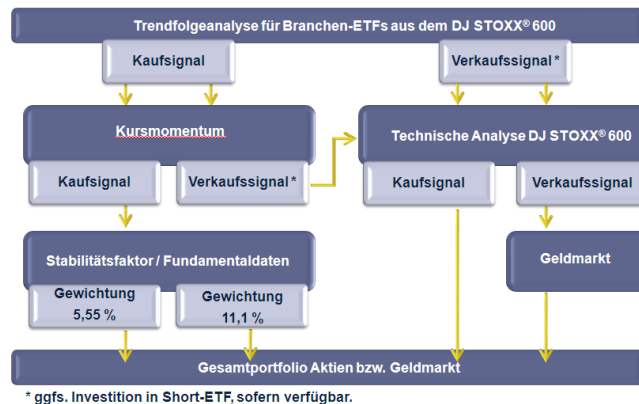 Trendfolgeanalyse für Branchen-ETFs aus dem DJ STOXX® 600
Kaufsignal
Verkaufssignal *
Kursmomentum
Technische Analyse DJ STOXX® 600
Kaufsignal
Verkaufssignal *
Kaufsignal
Verkaufssignal
Stabilitätsfaktor / Fundamentaldaten
Geldmarkt
Gewichtung
5,55 %
Gewichtung
11,1 %
Gesamtportfolio Aktien bzw. Geldmarkt
* ggfs. Investition in Short-ETF, sofern verfügbar.